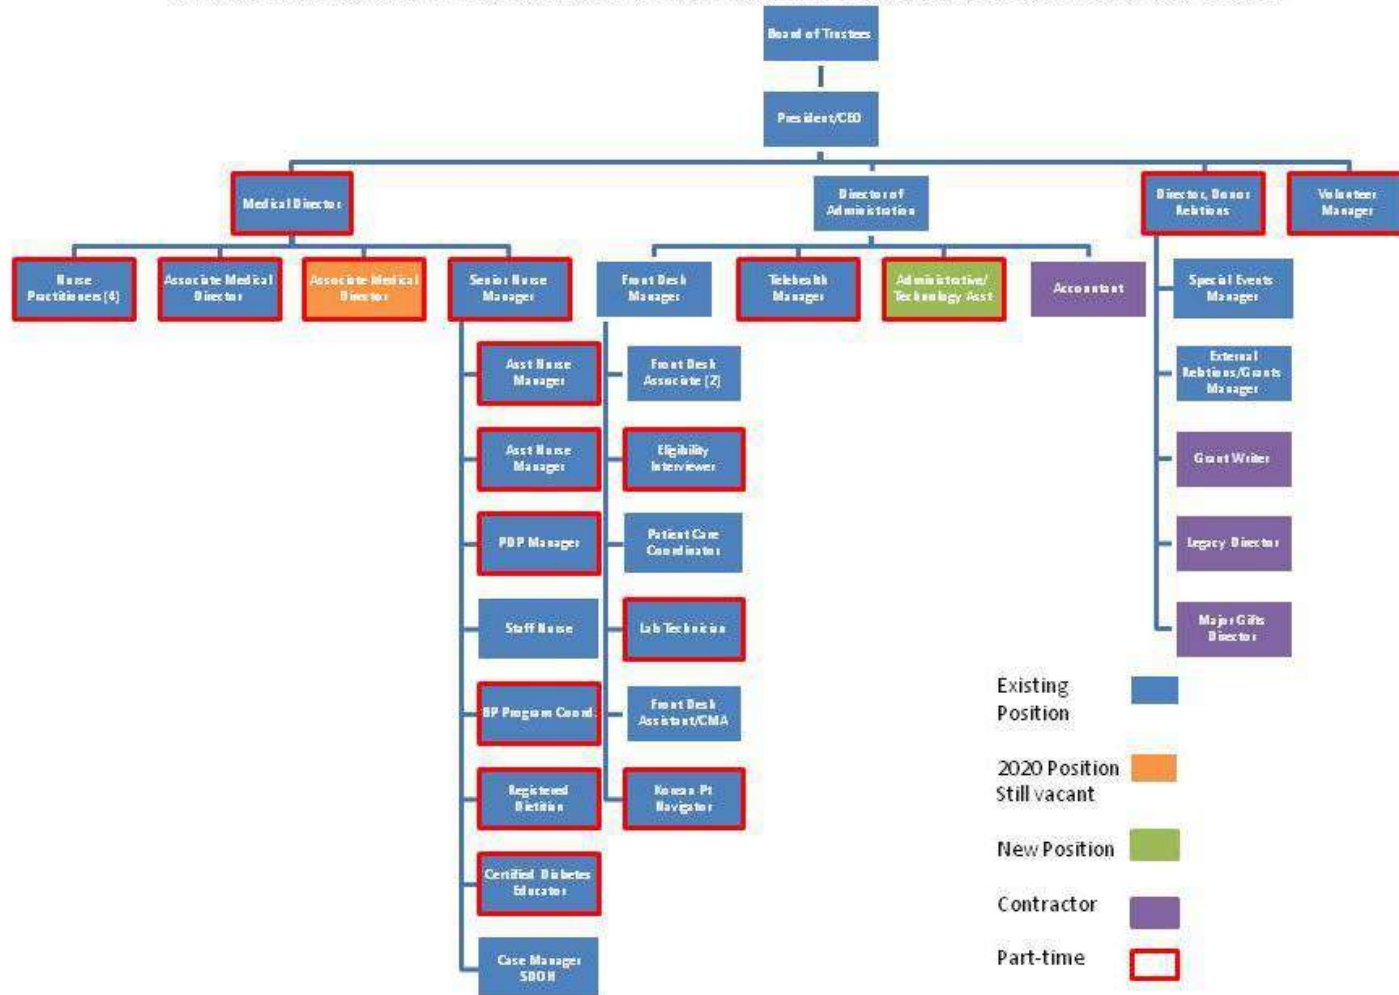 Board of Trustees
President/CEO
Medical Director
Director of
Administration
Director, Donor
Relations
Volunteer
Manager
Nurse
Practitioners (4)
Associate Medical
Director
Associate Medical
Director
Senior Nurse
Manager
Front Desk
Manager
Telehealth
Manager
Administrative/
Technology Asst
Accountant
Special Events
Manager
Asst Nurse
Manager
Front Desk
Associate (2)
External
Relations/Grants
Manager
Asst Nurse
Manager
Eligibility
Interviewer
Grant Writer
PDP Manager
Patient Care
Coordinator
Legacy Director
Staff Nurse
Lab Technician
Major Gifts
Director
BP Program Coord.
Front Desk
Assistant/CMA
Registered
Dietitian
Korean Pt
Navigator
Certified Diabetes
Educator
Case Manager
SDOH
Existing
Position
2020 Position
Still vacant
New Position
Contractor
Part-time